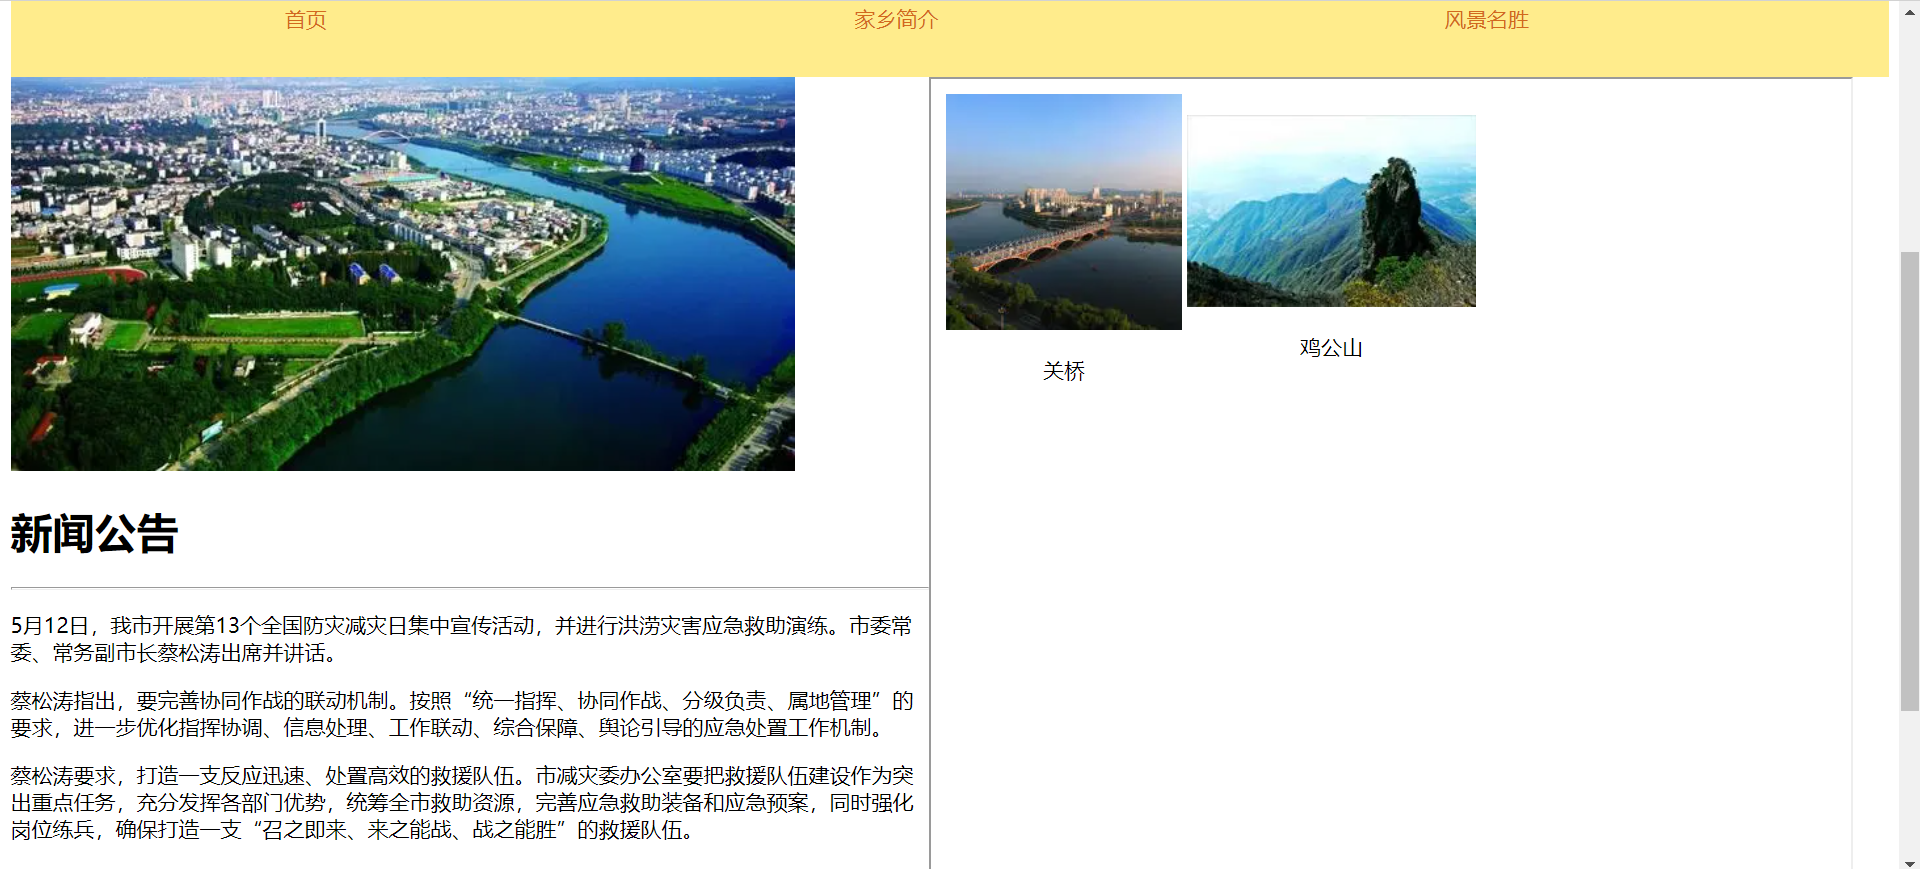 首页
家乡简介
风景名胜
关桥
鸡公山
新闻公告
5月12日，我市开展第13个全国防灾减灾日集中宣传活动，并进行洪涝灾害应急救助演练。市委常
委、常务副市长蔡松涛出席并讲话。
蔡松涛指出，要完善协同作战的联动机制。按照“统一指挥、协同作战、分级负责、属地管理”的
要求，进一步优化指挥协调、信息处理、工作联动、综合保障、舆论引导的应急处置工作机制。
蔡松涛要求，打造一支反应迅速、处置高效的救援队伍。市减灾委办公室要把救援队伍建设作为突
出重点任务，充分发挥各部门优势，统筹全市救助资源，完善应急救助装备和应急预案，同时强化
岗位练兵，确保打造一支“召之即来、来之能战、战之能胜”的救援队伍。